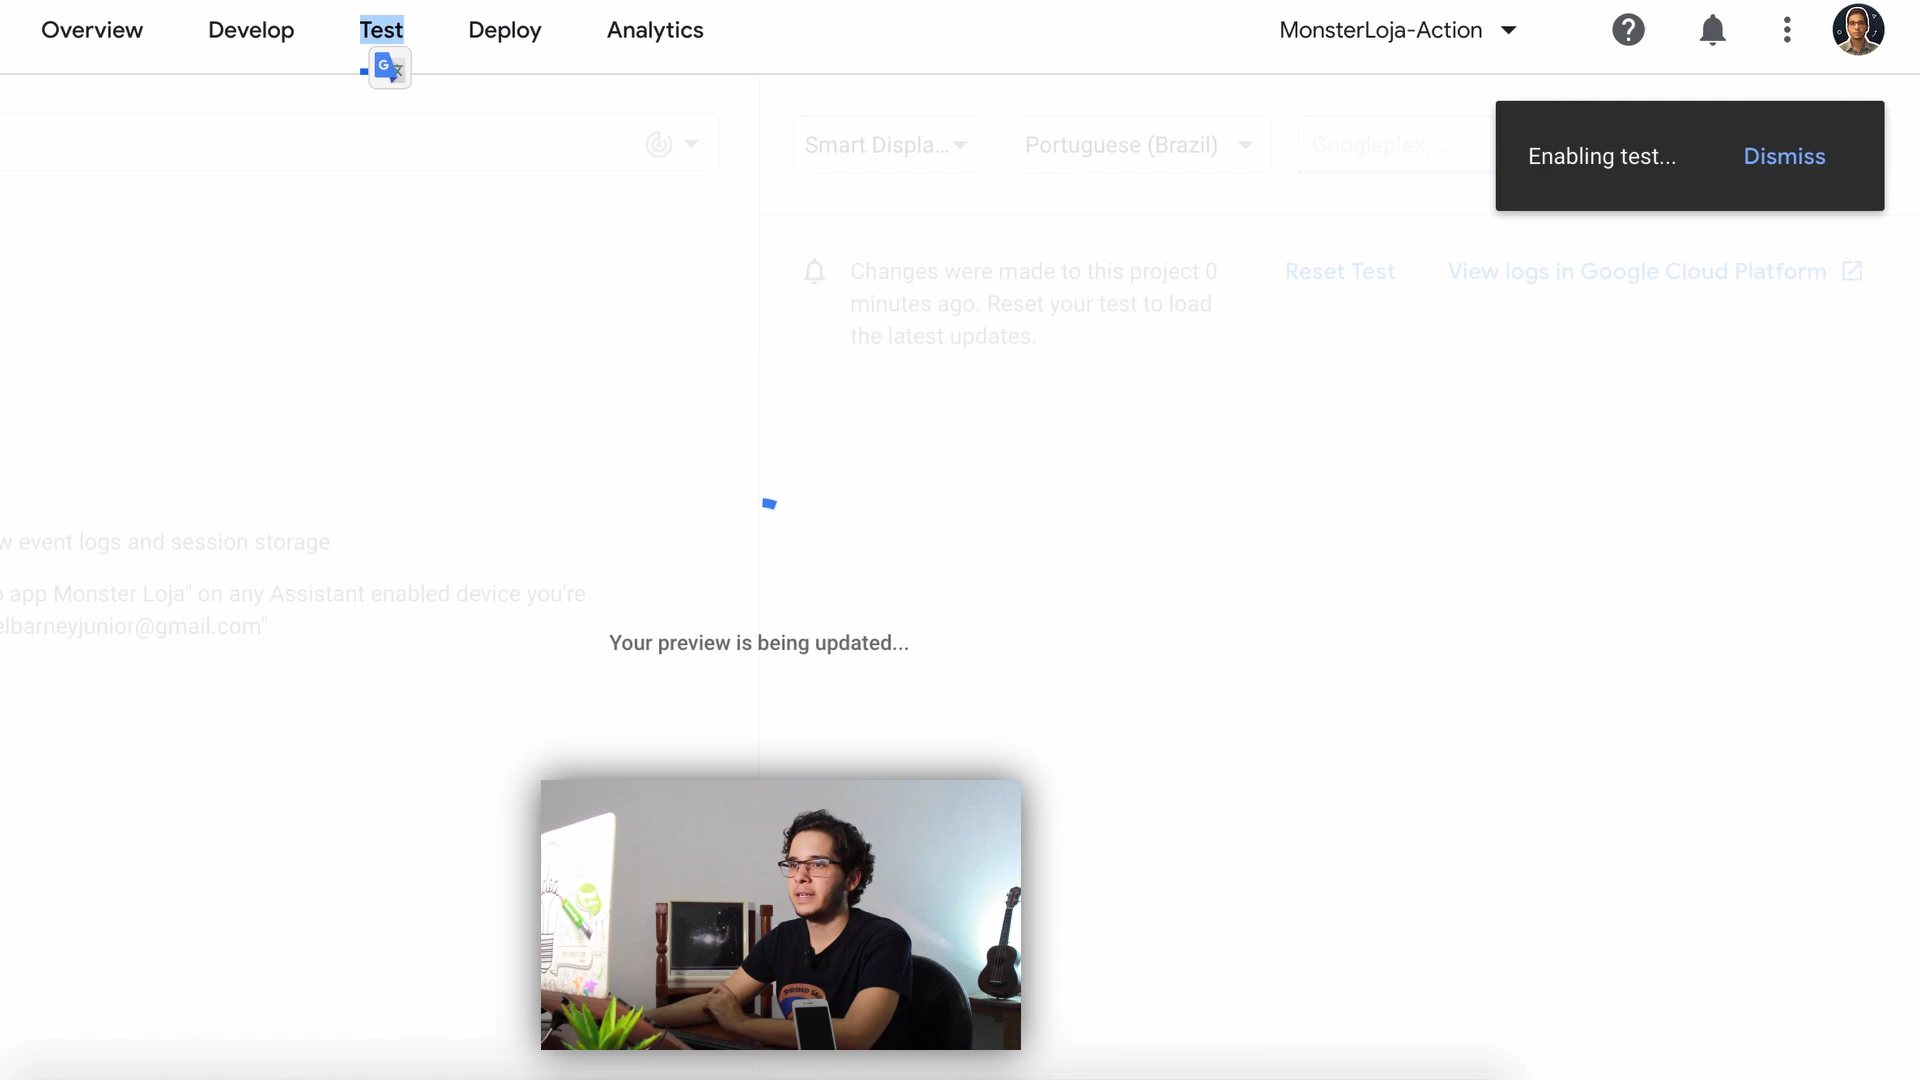 Overview Develop Test Deploy Analytics MonsterLoja-Action
Smart Displa... Portuguese (Brazil) Googleplex, ...
Enabling test... Dismiss
Changes were made to this project 0
minutes ago. Reset your test to load
the latest updates.
Reset Test View logs in Google Cloud Platform
w event logs and session storage
o app Monster Loja" on any Assistant enabled device you're
elbarneyjunior@gmail.com"
Your preview is being updated...
DROID